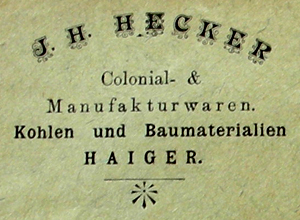 J. H. HECKER
Colonial- &
Manufakturwaren.
Kohlen und Baumaterialien
HAIGER.